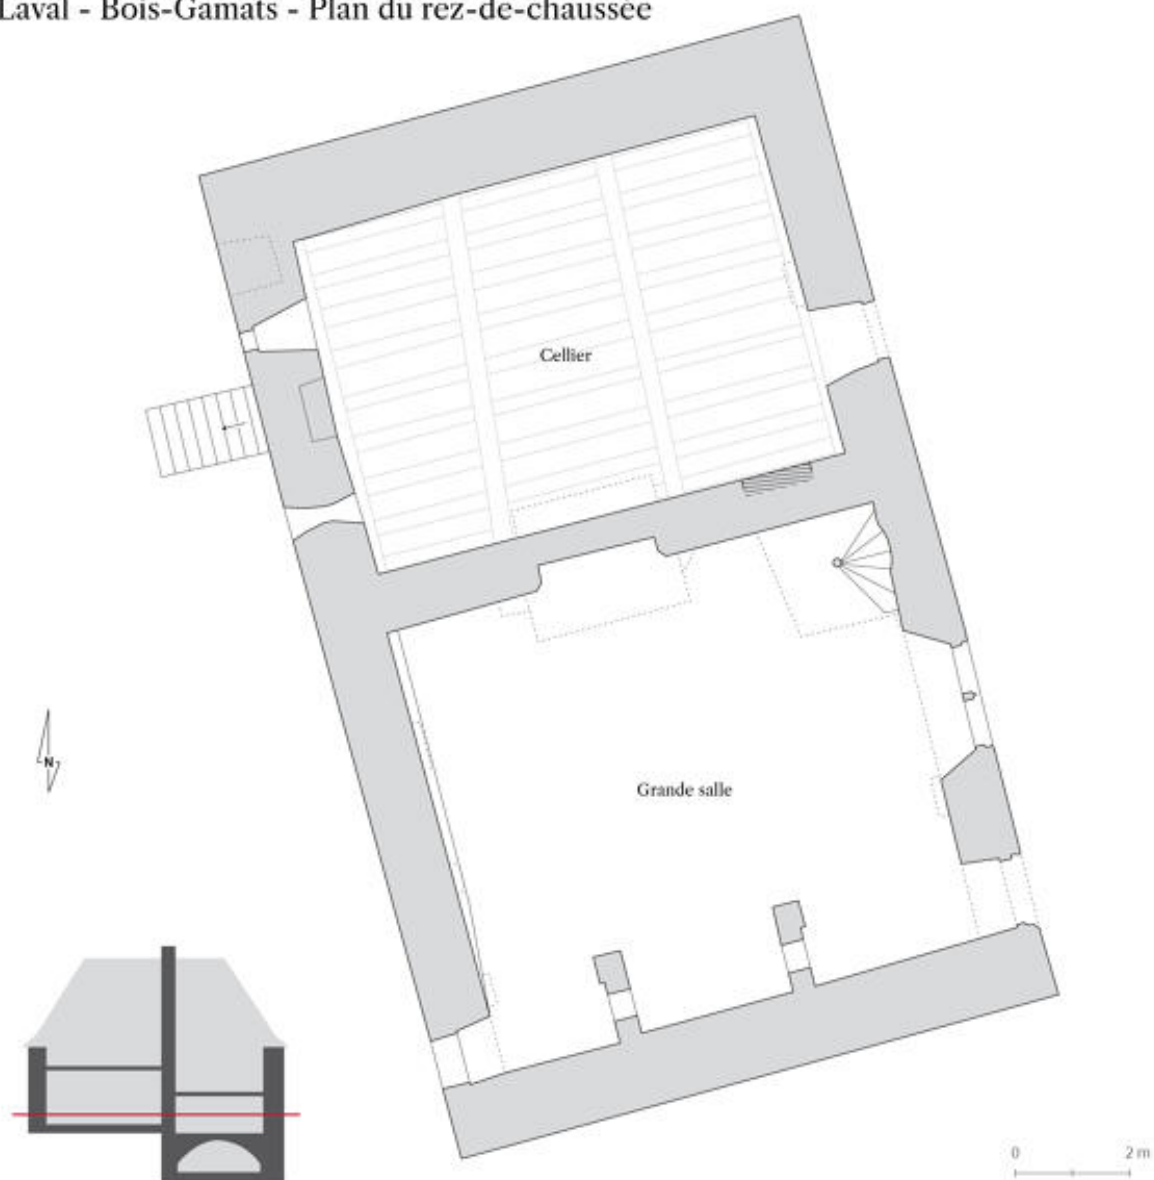 Laval - Bois-Gamats - Plan du rez-de-chaussée
Cellier
Grande salle
N
0 2 m